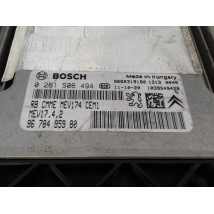 BOSCH
Made in Hungary
0 261 S06 494
11-10-20
RB CMME MEV174 CEM1
MEV17.4.2
96 784 859 80